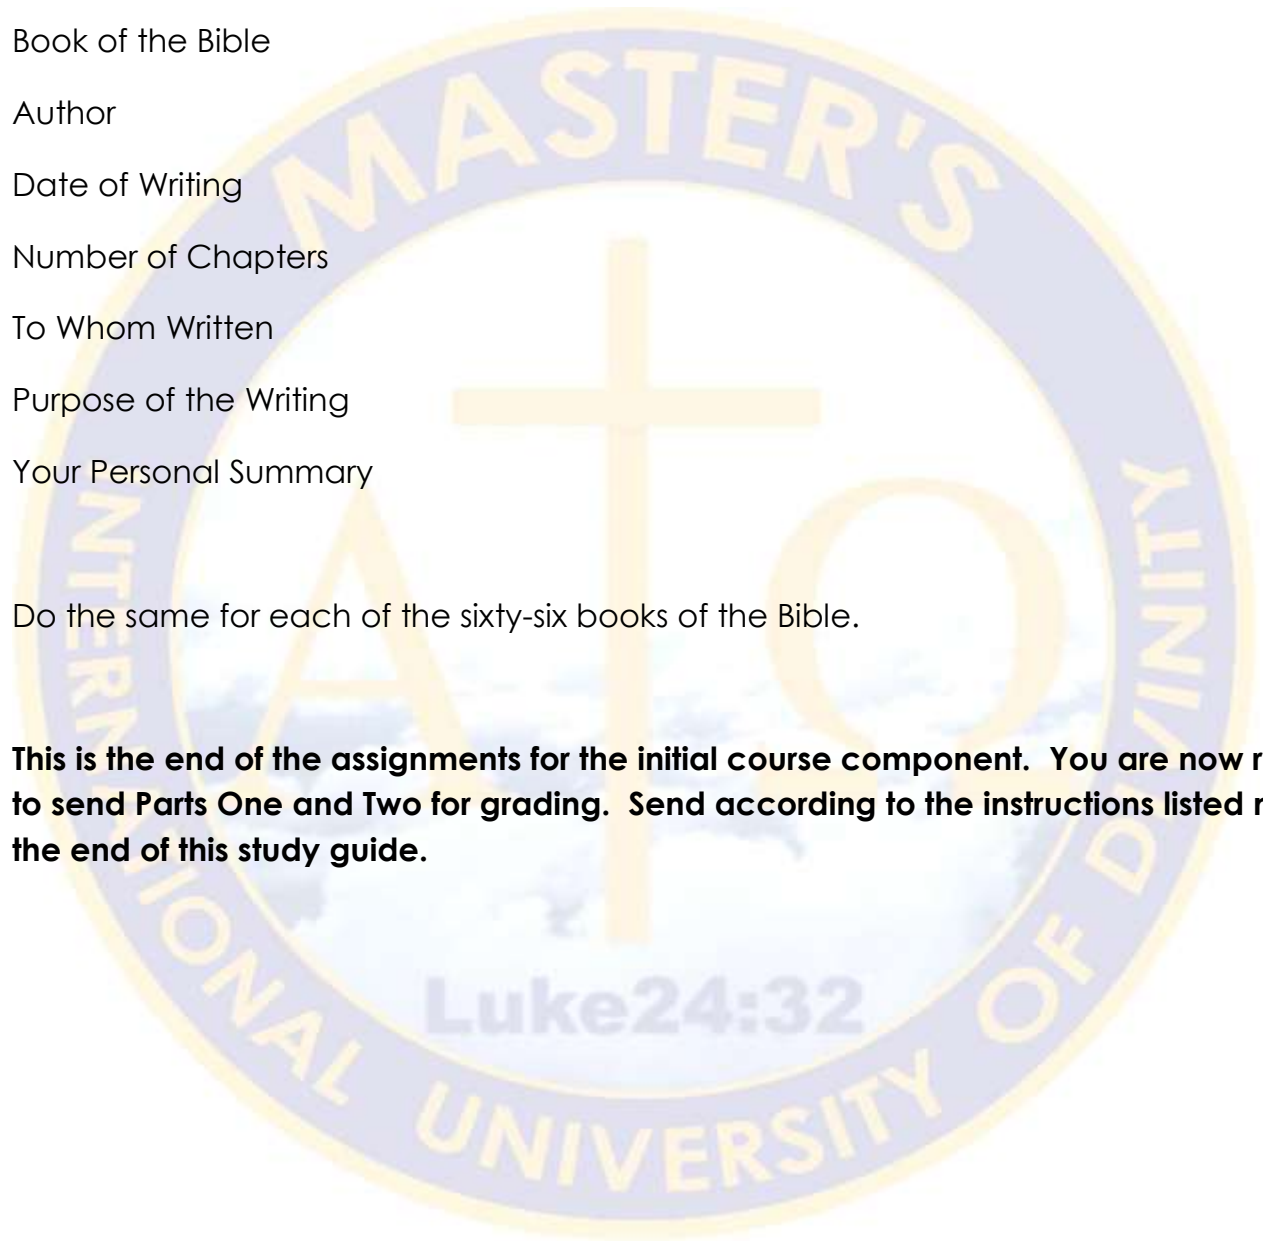 Book of the Bible
Author
Date of Writing
Number of Chapters
To Whom Written
Purpose of the Writing
Your Personal Summary
Do the same for each of the sixty-six books of the Bible.
This is the end of the assignments for the initial course component.  You are now
to send Parts One and Two for grading.  Send according to the instructions listed
the end of this study guide.
MASTER'S
INTERNATIONAL UNIVERSITY OF DIVINITY
Α Ω
Luke24:32